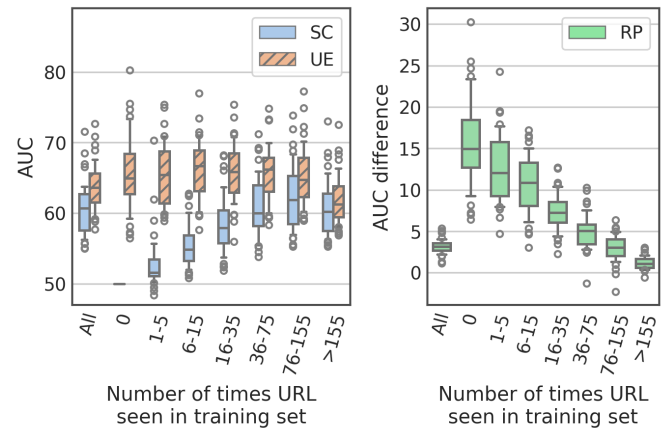 SC
UE
AUC
80
70
60
50
All
0
1-5
6-15
16-35
36-75
76-155
>155
Number of times URL
seen in training set
RP
AUC difference
30
25
20
15
10
5
0
All
0
1-5
6-15
16-35
36-75
76-155
>155
Number of times URL
seen in training set